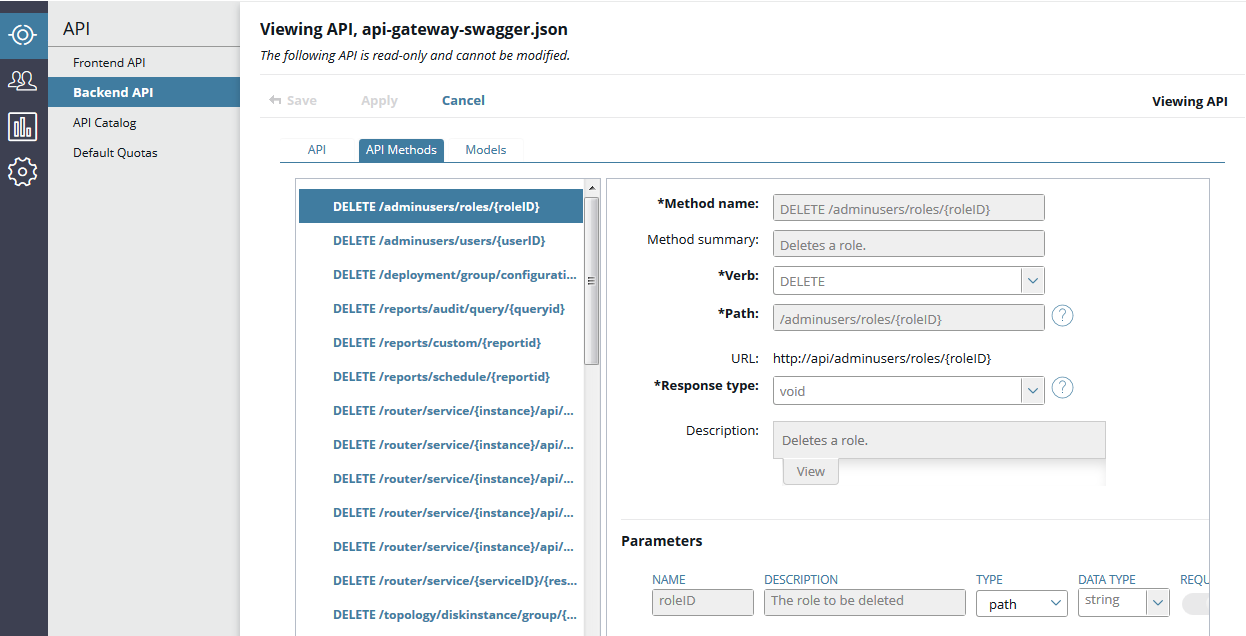 API
Frontend API
Backend API
API Catalog
Default Quotas
Viewing API, api-gateway-swagger.json
The following API is read-only and cannot be modified.
Save Apply Cancel Viewing API
API API Methods Models
DELETE /adminusers/roles/{roleID}
DELETE /adminusers/users/{userID}
DELETE /deployment/group/configurati...
DELETE /reports/audit/query/{queryid}
DELETE /reports/custom/{reportid}
DELETE /reports/schedule/{reportid}
DELETE /router/service/{instance}/api/...
DELETE /router/service/{instance}/api/...
DELETE /router/service/{instance}/api/...
DELETE /router/service/{instance}/api/...
DELETE /router/service/{instance}/api/...
DELETE /router/service/{serviceID}/{res...
DELETE /topology/diskinstance/group/{...
*Method name: DELETE /adminusers/roles/{roleID}
Method summary: Deletes a role.
*Verb: DELETE
*Path: /adminusers/roles/{roleID} ?
URL: http://api/adminusers/roles/{roleID}
*Response type: void ?
Description: Deletes a role.
View
Parameters
NAME DESCRIPTION TYPE DATA TYPE REQU
roleID The role to be deleted path string